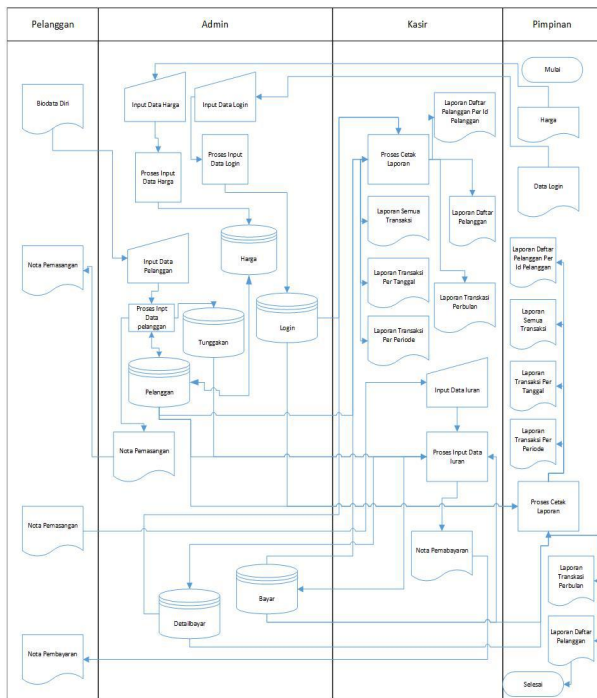 Pelanggan
Admin
Kasir
Pimpinan
Biodata Diri
Nota Pemasangan
Nota Pemasangan
Nota Pembayaran
Input Data Harga
Input Data Login
Proses Input
Data Harga
Proses Input
Data Login
Harga
Input Data
Pelanggan
Proses Inpt
Data
pelanggan
Tunggakan
Login
Pelanggan
Nota Pemasangan
Detailbayar
Bayar
Laporan Daftar
Pelanggan Per Id
Pelanggan
Proses Cetak
Laporan
Laporan Semua
Transaksi
Laporan Daftar
Pelanggan
Laporan Transaksi
Per Tanggal
Laporan Transkasi
Perbulan
Laporan Transaksi
Per Periode
Input Data Iuran
Proses Input Data
Iuran
Nota Pemabayaran
Mulai
Harga
Data Login
Laporan Daftar
Pelanggan Per Id
Pelanggan
Laporan
Semua
Transaksi
Laporan
Transaksi Per
Tanggal
Laporan
Transaksi Per
Periode
Proses Cetak
Laporan
Laporan
Transkasi
Perbulan
Laporan Daftar
Pelanggan
Selesai